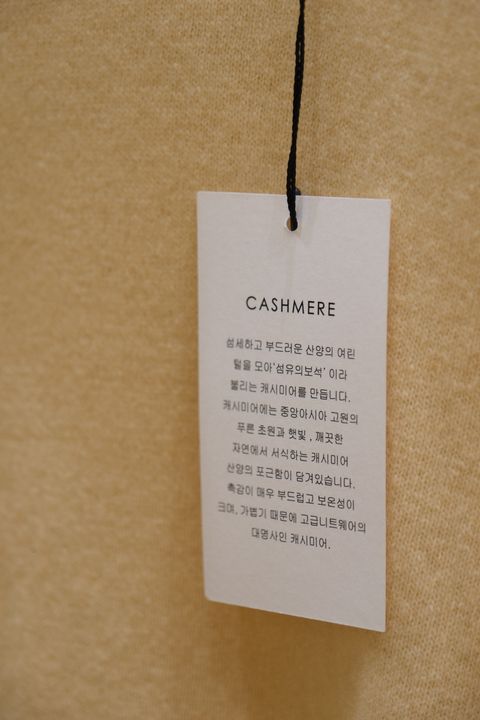 CASHMERE
섬세하고 부드러운 산양의 여린
털을 모아'섬유의보석' 이라
불리는 캐시미어를 만듭니다.
캐시미어에는 중앙아시아 고원의
푸른 초원과 햇빛 , 깨끗한
자연에서 서식하는 캐시미어
산양의 포근함이 담겨있습니다.
촉감이 매우 부드럽고 보온성이
크며, 가볍기 때문에 고급니트웨어의
대명사인 캐시미어.